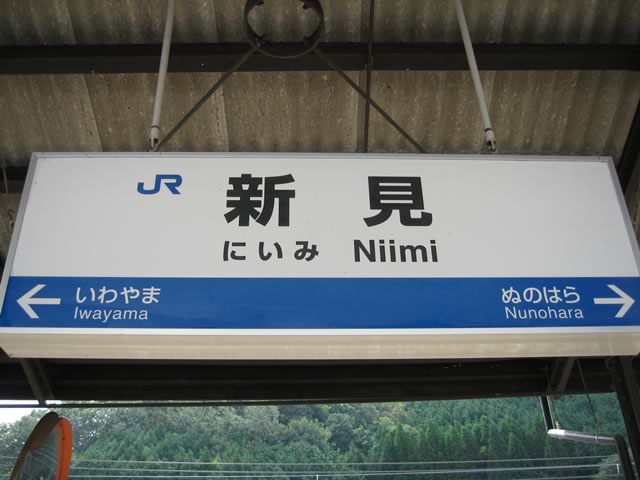 JR 新見
にいみ Niimi
← いわやま ぬのはら →
Iwayama Nunohara